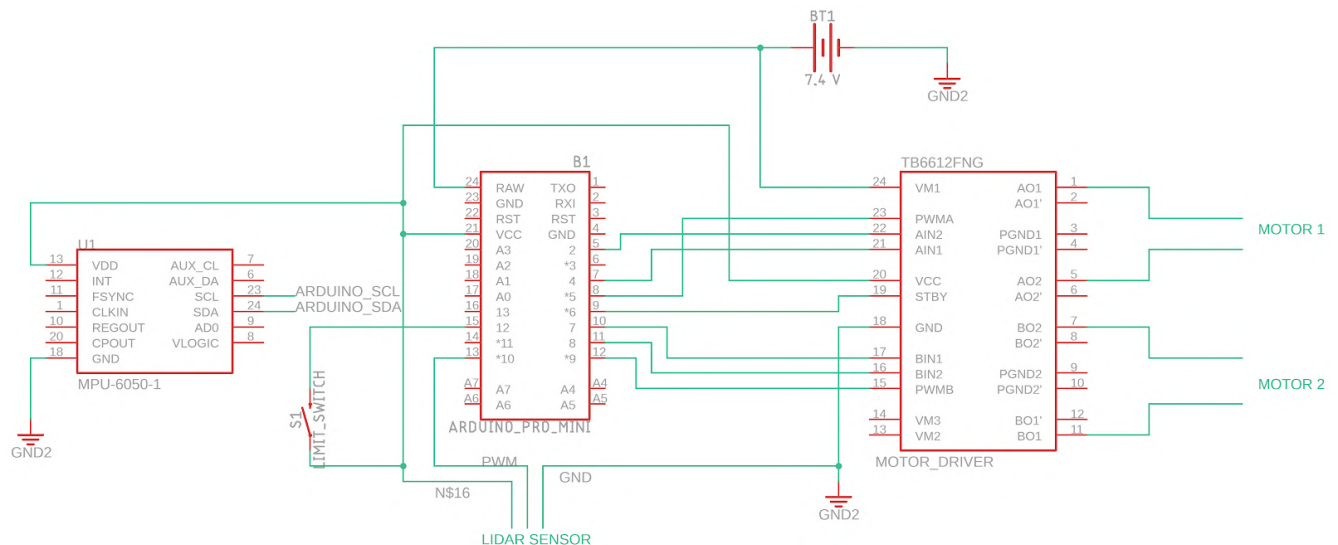 BT1
7.4 V
GND2
B1
TB6612FNG
24 RAW TXO 1
23 GND RXI 2
22 RST RST 3
21 VCC GND 4
20 A3 2 5
19 A2 *3 6
18 A1 4 7
17 A0 *5 8
16 13 *6 9
15 12 7 10
14 *11 8 11
13 *10 *9 12
A7 A7 A4 A4
A6 A6 A5 A5
ARDUINO_PRO_MINI
24 VM1 AO1 1
AO1' 2
23 PWMA
22 AIN2 PGND1 3
21 AIN1 PGND1' 4
20 VCC AO2 5
19 STBY AO2' 6
18 GND BO2 7
BO2' 8
17 BIN1
16 BIN2 PGND2 9
15 PWMB PGND2' 10
14 VM3 BO1' 12
13 VM2 BO1 11
MOTOR_DRIVER
MOTOR 1
MOTOR 2
U1
13 VDD AUX_CL 7
12 INT AUX_DA 6
11 FSYNC SCL 23 ARDUINO_SCL
1 CLKIN SDA 24 ARDUINO_SDA
10 REGOUT AD0 9
20 CPOUT VLOGIC 8
18 GND
MPU-6050-1
GND2
S1
LIMIT_SWITCH
PWM
GND
N$16
GND2
LIDAR SENSOR